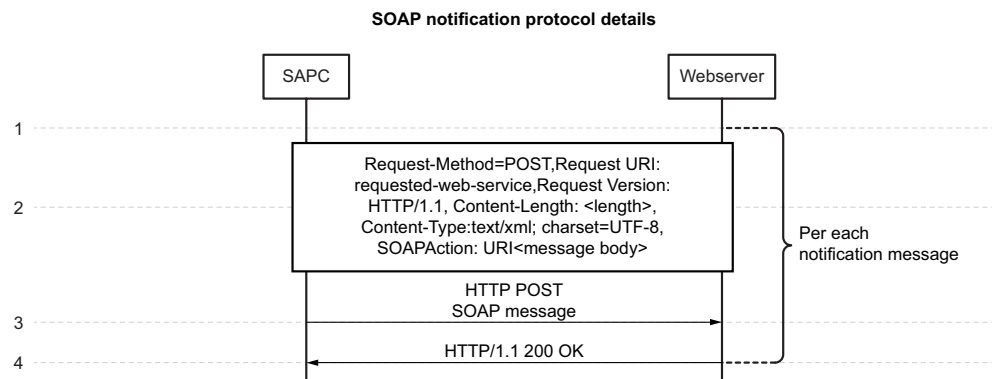 SOAP notification protocol details
SAPC
Webserver
1
Request-Method=POST,Request URI:
requested-web-service,Request Version:
HTTP/1.1, Content-Length: <length>,
Content-Type:text/xml; charset=UTF-8,
SOAPAction: URI<message body>
2
Per each
notification message
HTTP POST
SOAP message
3
HTTP/1.1 200 OK
4